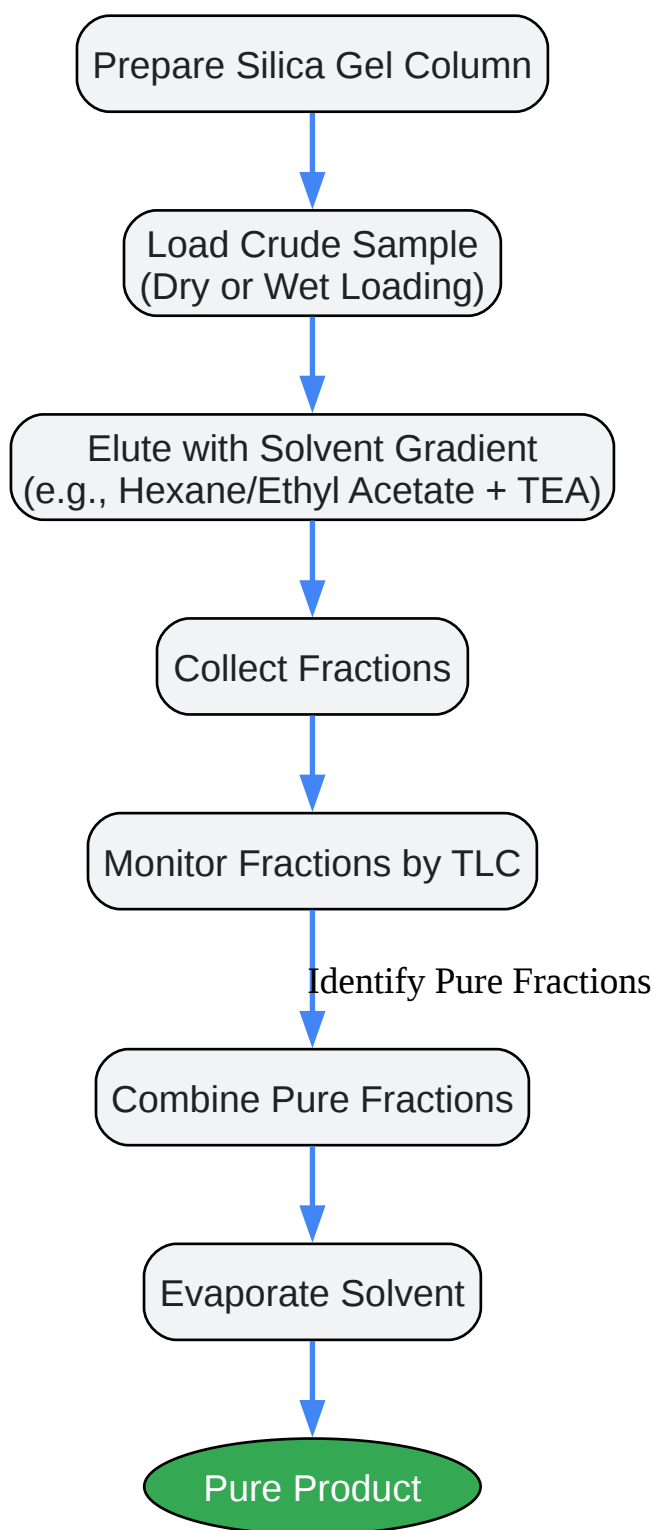 Prepare Silica Gel Column
Load Crude Sample
(Dry or Wet Loading)
Elute with Solvent Gradient
(e.g., Hexane/Ethyl Acetate + TEA)
Collect Fractions
Monitor Fractions by TLC
Identify Pure Fractions
Combine Pure Fractions
Evaporate Solvent
Pure Product